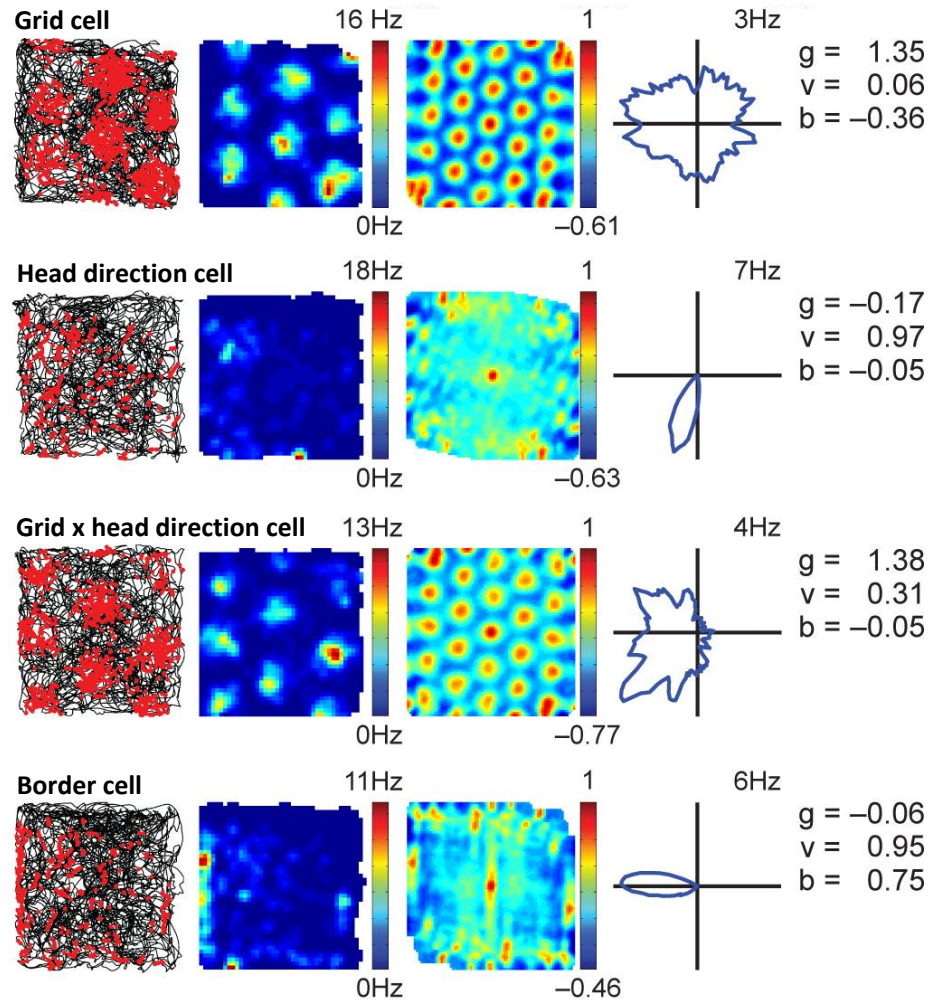 Grid cell
16 Hz
1
3Hz
g = 1.35
v = 0.06
b = –0.36
0Hz
–0.61
Head direction cell
18Hz
1
7Hz
g = –0.17
v = 0.97
b = –0.05
0Hz
–0.63
Grid x head direction cell
13Hz
1
4Hz
g = 1.38
v = 0.31
b = –0.05
0Hz
–0.77
Border cell
11Hz
1
6Hz
g = –0.06
v = 0.95
b = 0.75
0Hz
–0.46